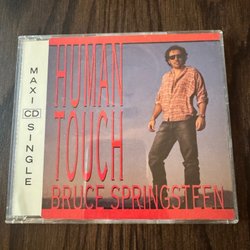 MAXI CD SINGLE
HUMAN
TOUCH
BRUCE SPRINGSTEEN